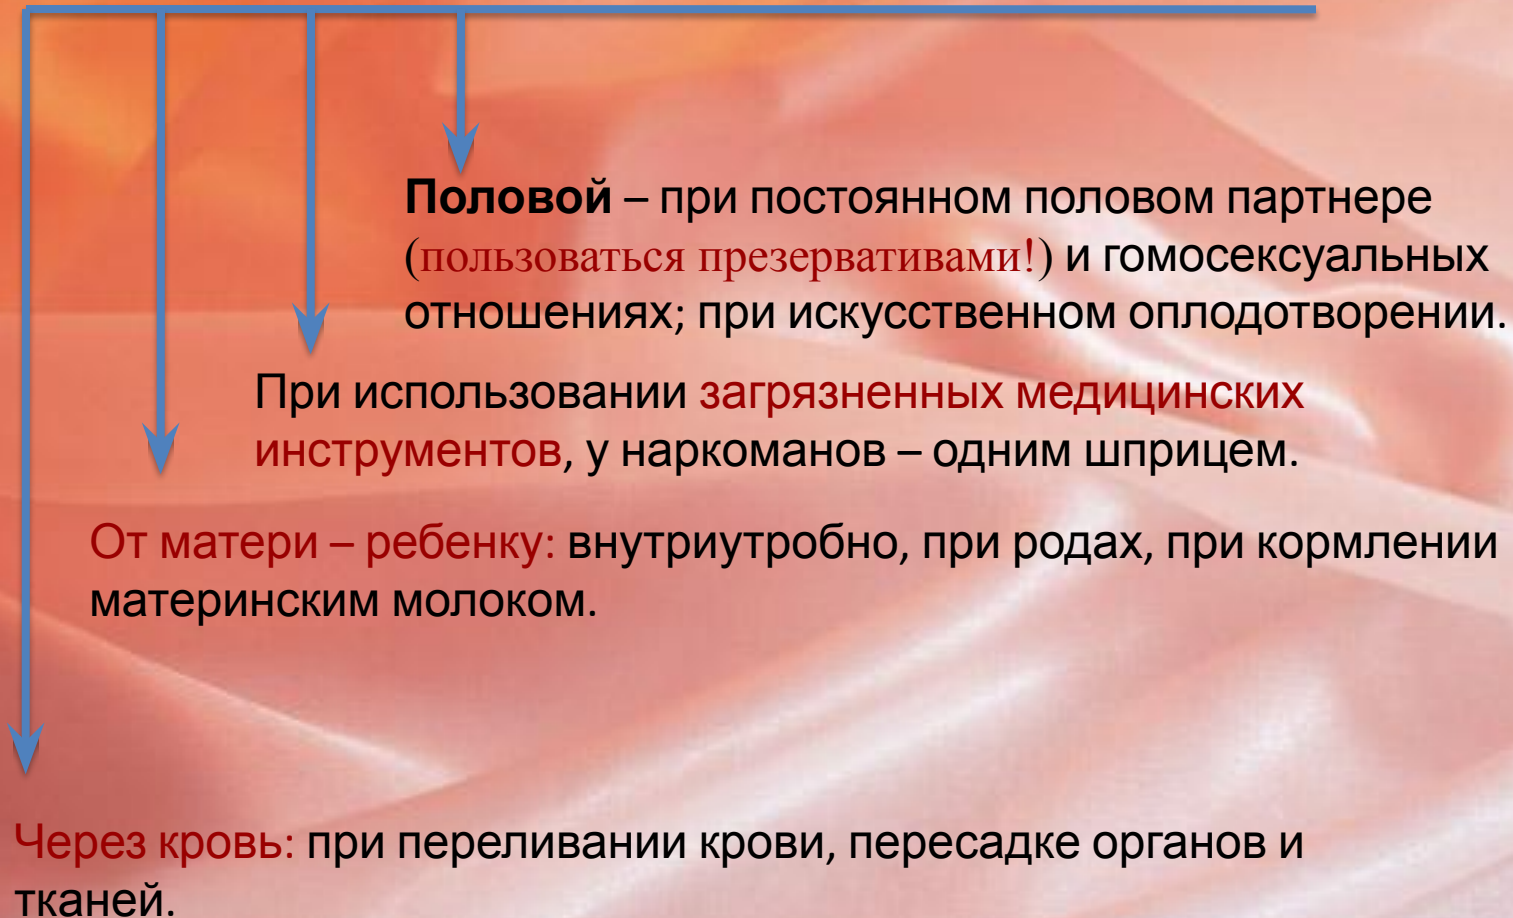 Половой – при постоянном половом партнере
(пользоваться презервативами!) и гомосексуальных
отношениях; при искусственном оплодотворении.
При использовании загрязненных медицинских
инструментов, у наркоманов – одним шприцем.
От матери – ребенку: внутриутробно, при родах, при кормлении
материнским молоком.
Через кровь: при переливании крови, пересадке органов и
тканей.